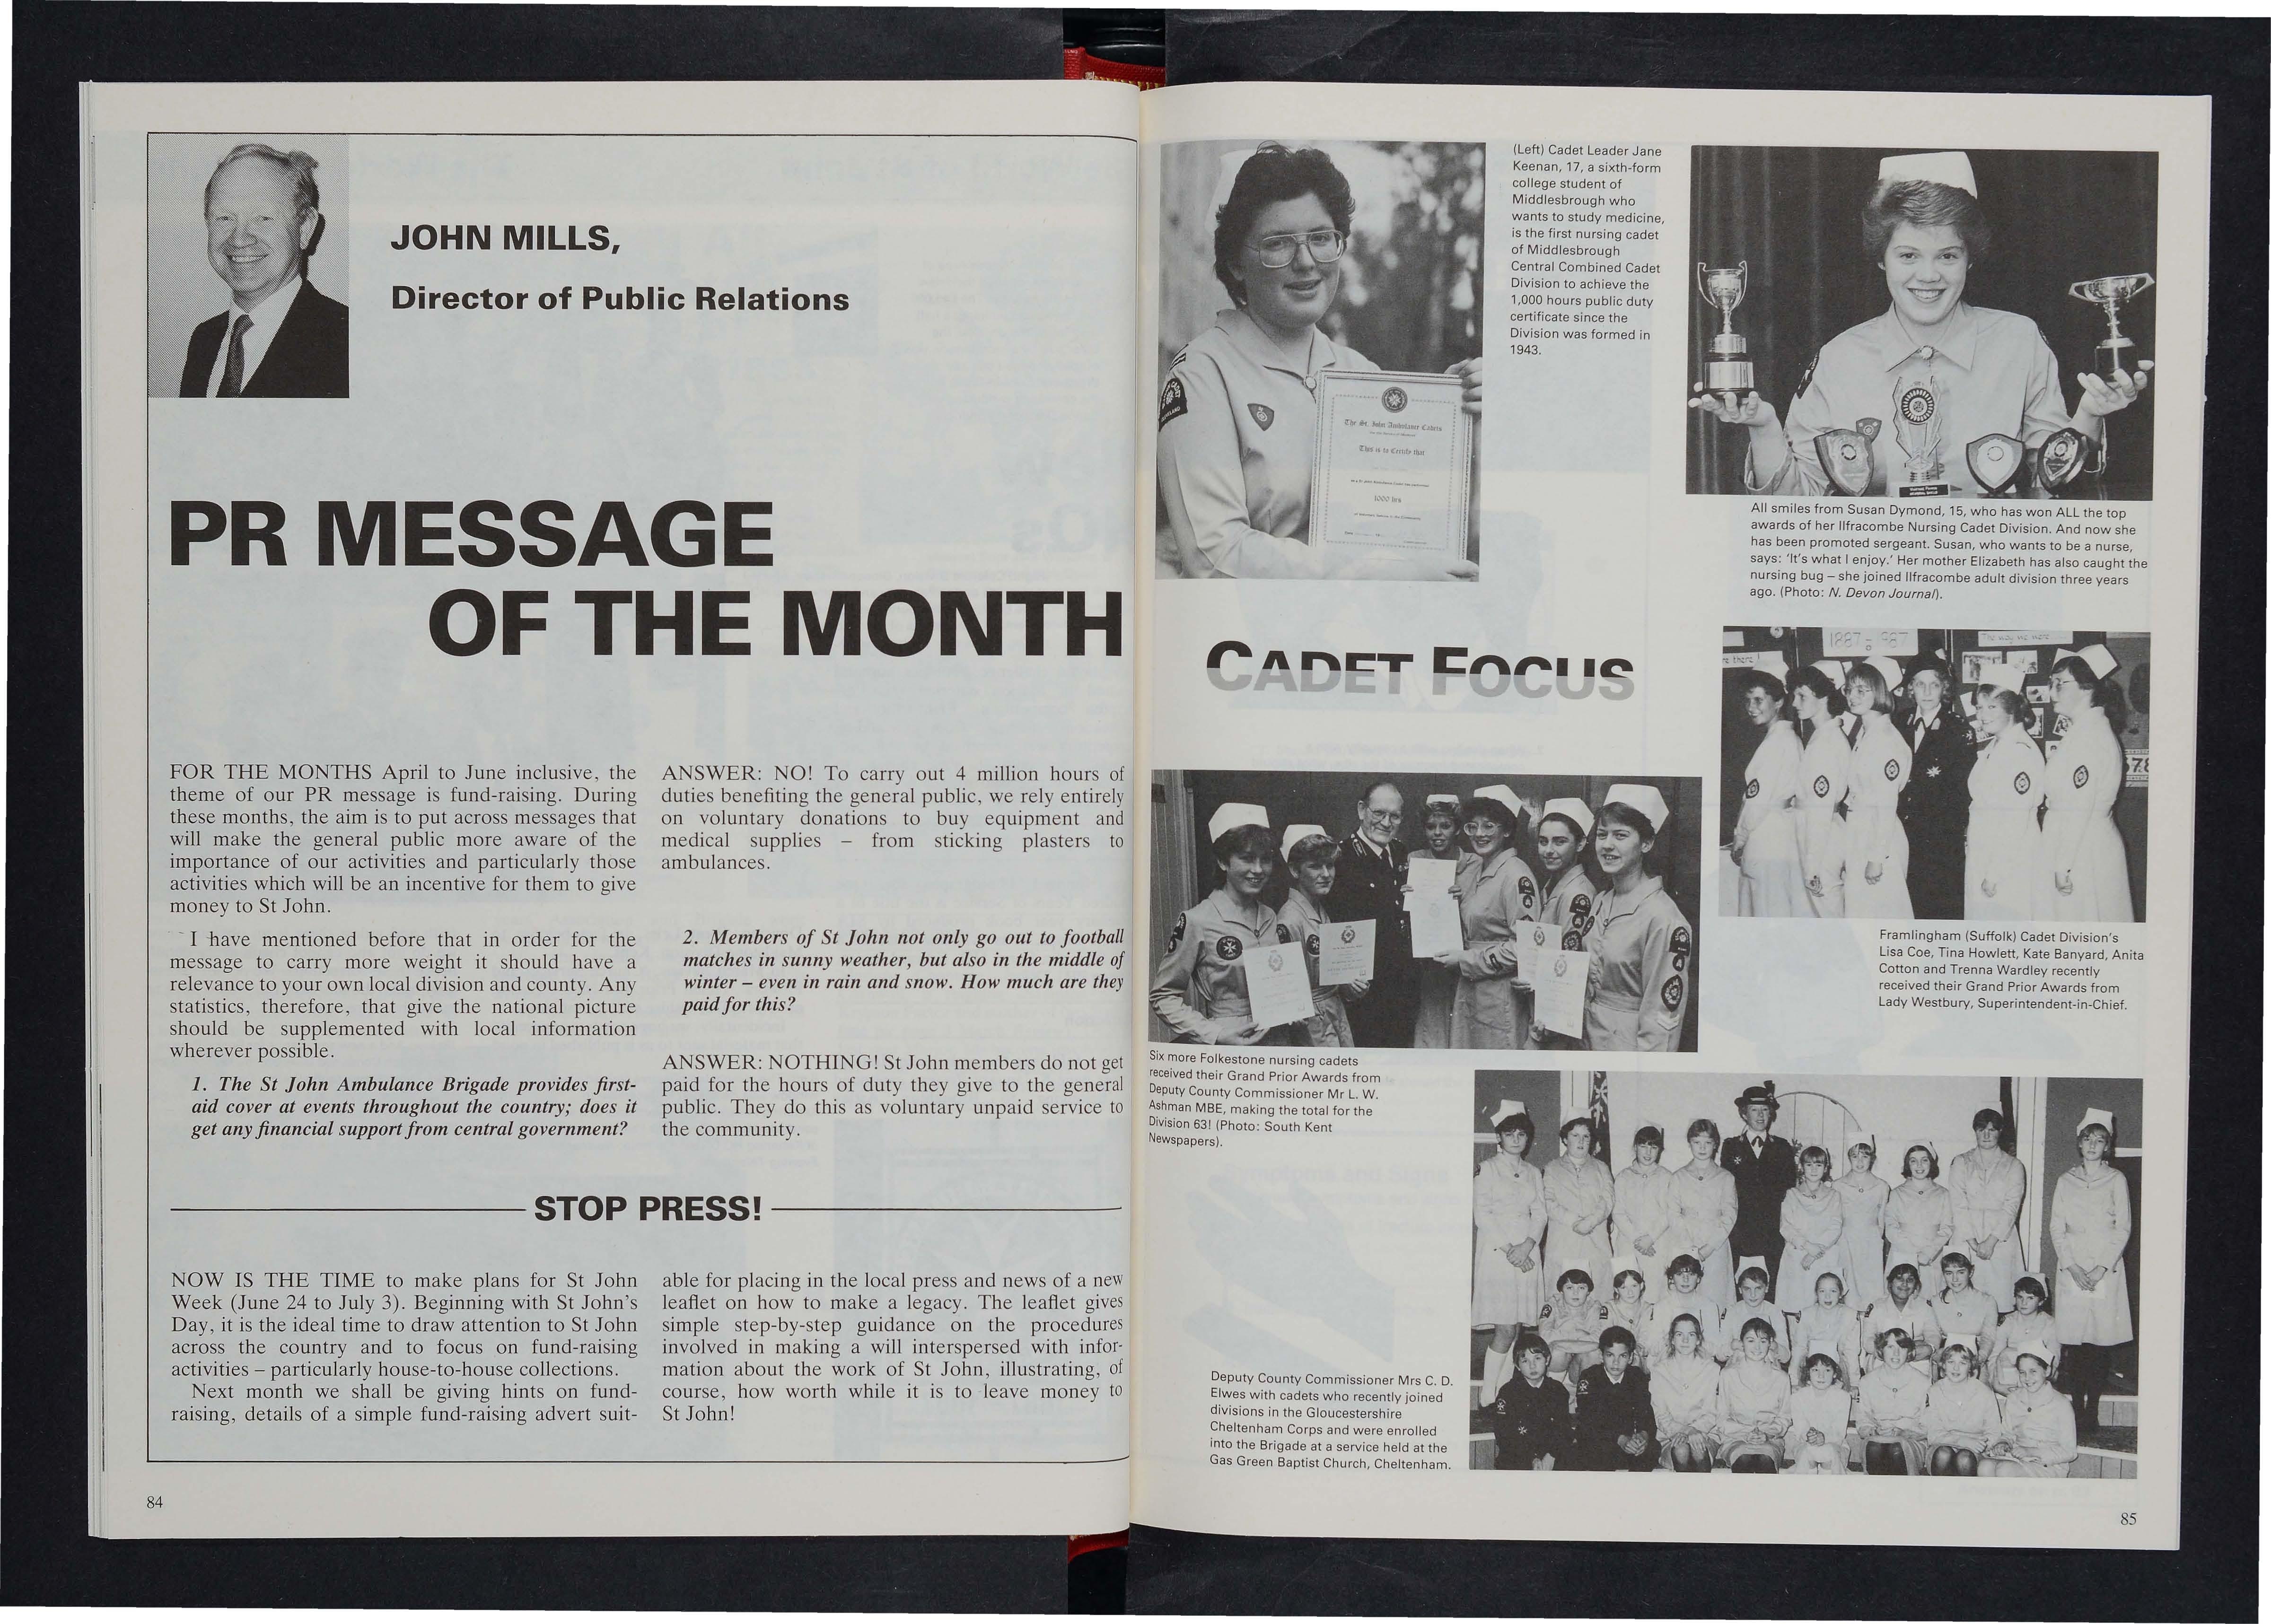 JOHN MILLS,
Director of Public Relations
PR MESSAGE
OF THE MONTH
FOR THE MONTHS April to June inclusive, the
theme of our PR message is fund-raising. During
these months, the aim is to put across messages that
will make the general public more aware of the
importance of our activities and particularly those
activities which will be an incentive for them to give
money to St John.
I have mentioned before that in order for the
message to carry more weight it should have a
relevance to your own local division and county. Any
statistics, therefore, that give the national picture
should be supplemented with local information
wherever possible.
1. The St John Ambulance Brigade provides first-
aid cover at events throughout the country; does it
get any financial support from central government?
ANSWER: NO! To carry out 4 million hours of
duties benefiting the general public, we rely entirely
on voluntary donations to buy equipment and
medical supplies – from sticking plasters to
ambulances.
2. Members of St John not only go out to football
matches in sunny weather, but also in the middle of
winter – even in rain and snow. How much are they
paid for this?
ANSWER: NOTHING! St John members do not get
paid for the hours of duty they give to the general
public. They do this as voluntary unpaid service to
the community.
STOP PRESS!
NOW IS THE TIME to make plans for St John
Week (June 24 to July 3). Beginning with St John's
Day, it is the ideal time to draw attention to St John
across the country and to focus on fund-raising
activities – particularly house-to-house collections.
Next month we shall be giving hints on fund-
raising, details of a simple fund-raising advert suit-
able for placing in the local press and news of a new
leaflet on how to make a legacy. The leaflet gives
simple step-by-step guidance on the procedures
involved in making a will interspersed with infor-
mation about the work of St John, illustrating, of
course, how worth while it is to leave money to
St John!
84
The St. John Ambulance Cadets
This is to Certify that
1000 hrs
(Left) Cadet Leader Jane
Keenan, 17, a sixth-form
college student of
Middlesbrough who
wants to study medicine,
is the first nursing cadet
of Middlesbrough
Central Combined Cadet
Division to achieve the
1,000 hours public duty
certificate since the
Division was formed in
1943.
All smiles from Susan Dymond, 15, who has won ALL the top
awards of her Ilfracombe Nursing Cadet Division. And now she
has been promoted sergeant. Susan, who wants to be a nurse,
says: 'It's what I enjoy.' Her mother Elizabeth has also caught the
nursing bug – she joined Ilfracombe adult division three years
ago. (Photo: N. Devon Journal).
CADET FOCUS
1887 - 987
The way we were
there!
Framlingham (Suffolk) Cadet Division's
Lisa Coe, Tina Howlett, Kate Banyard, Anita
Cotton and Trenna Wardley recently
received their Grand Prior Awards from
Lady Westbury, Superintendent-in-Chief.
Six more Folkestone nursing cadets
received their Grand Prior Awards from
Deputy County Commissioner Mr L. W.
Ashman MBE, making the total for the
Division 63! (Photo: South Kent
Newspapers).
Deputy County Commissioner Mrs C. D.
Elwes with cadets who recently joined
divisions in the Gloucestershire
Cheltenham Corps and were enrolled
into the Brigade at a service held at the
Gas Green Baptist Church, Cheltenham.
85